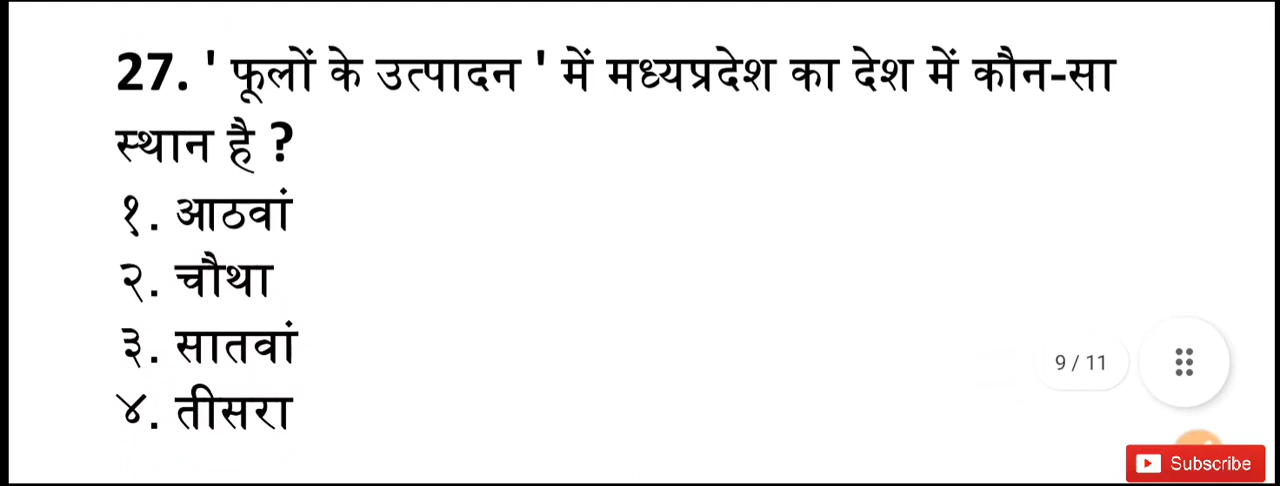 27. ' फूलों के उत्पादन ' में मध्यप्रदेश का देश में कौन-सा
स्थान है ?
१. आठवां
२. चौथा
३. सातवां
४. तीसरा
9 / 11
Subscribe